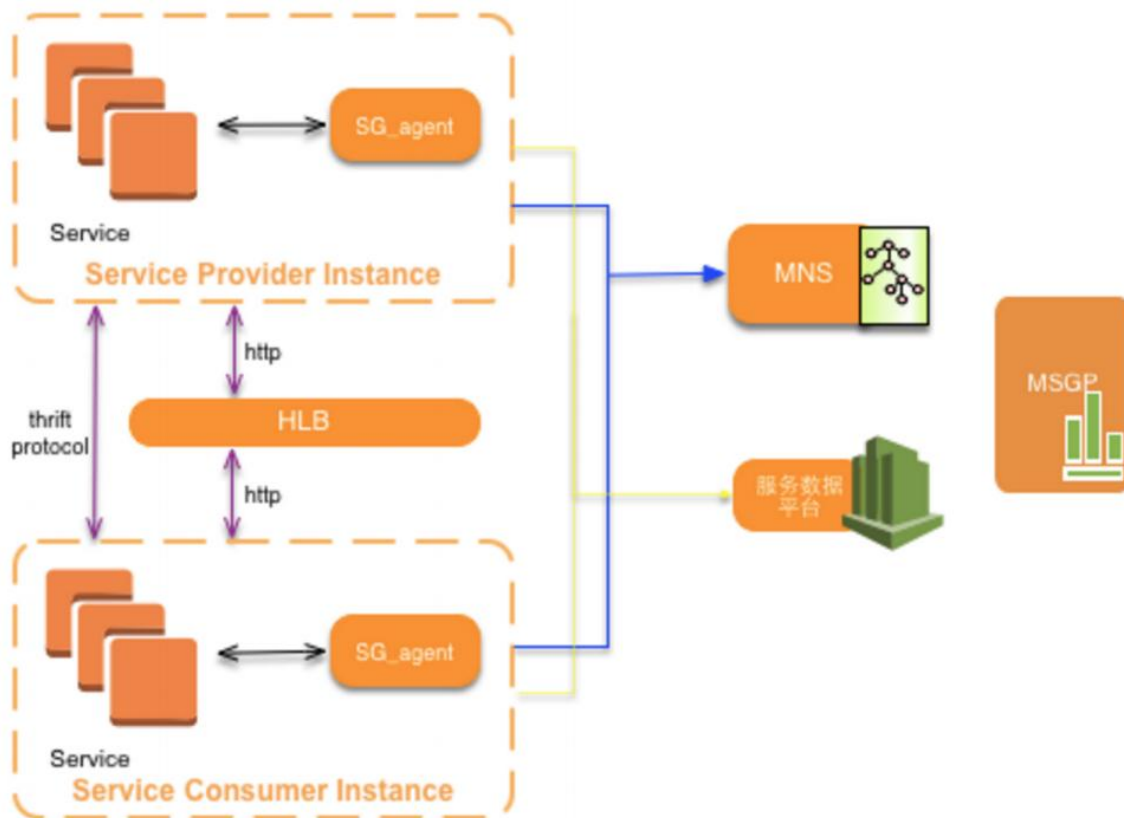 SG_agent
Service
Service Provider Instance
MNS
http
MSGP
HLB
thrift
protocol
http
服务数据
平台
SG_agent
Service
Service Consumer Instance